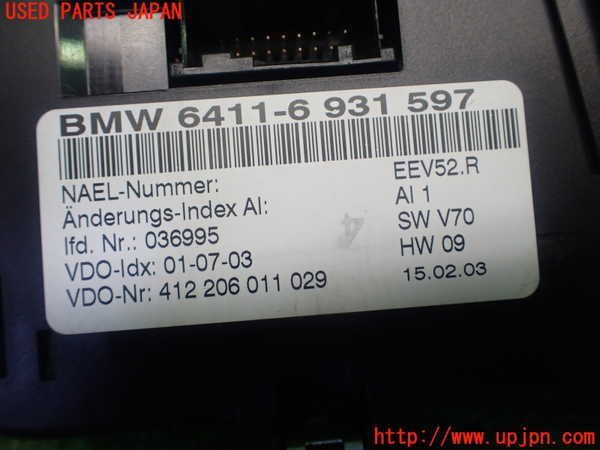 USED PARTS JAPAN
BMW 6411-6 931 597
NAEL-Nummer: EEV52.R
Änderungs-Index AI: AI 1
lfd. Nr.: 036995 SW V70
VDO-Idx: 01-07-03 HW 09
VDO-Nr: 412 206 011 029 15.02.03
4
2106306114 http://www.upjpn.com/